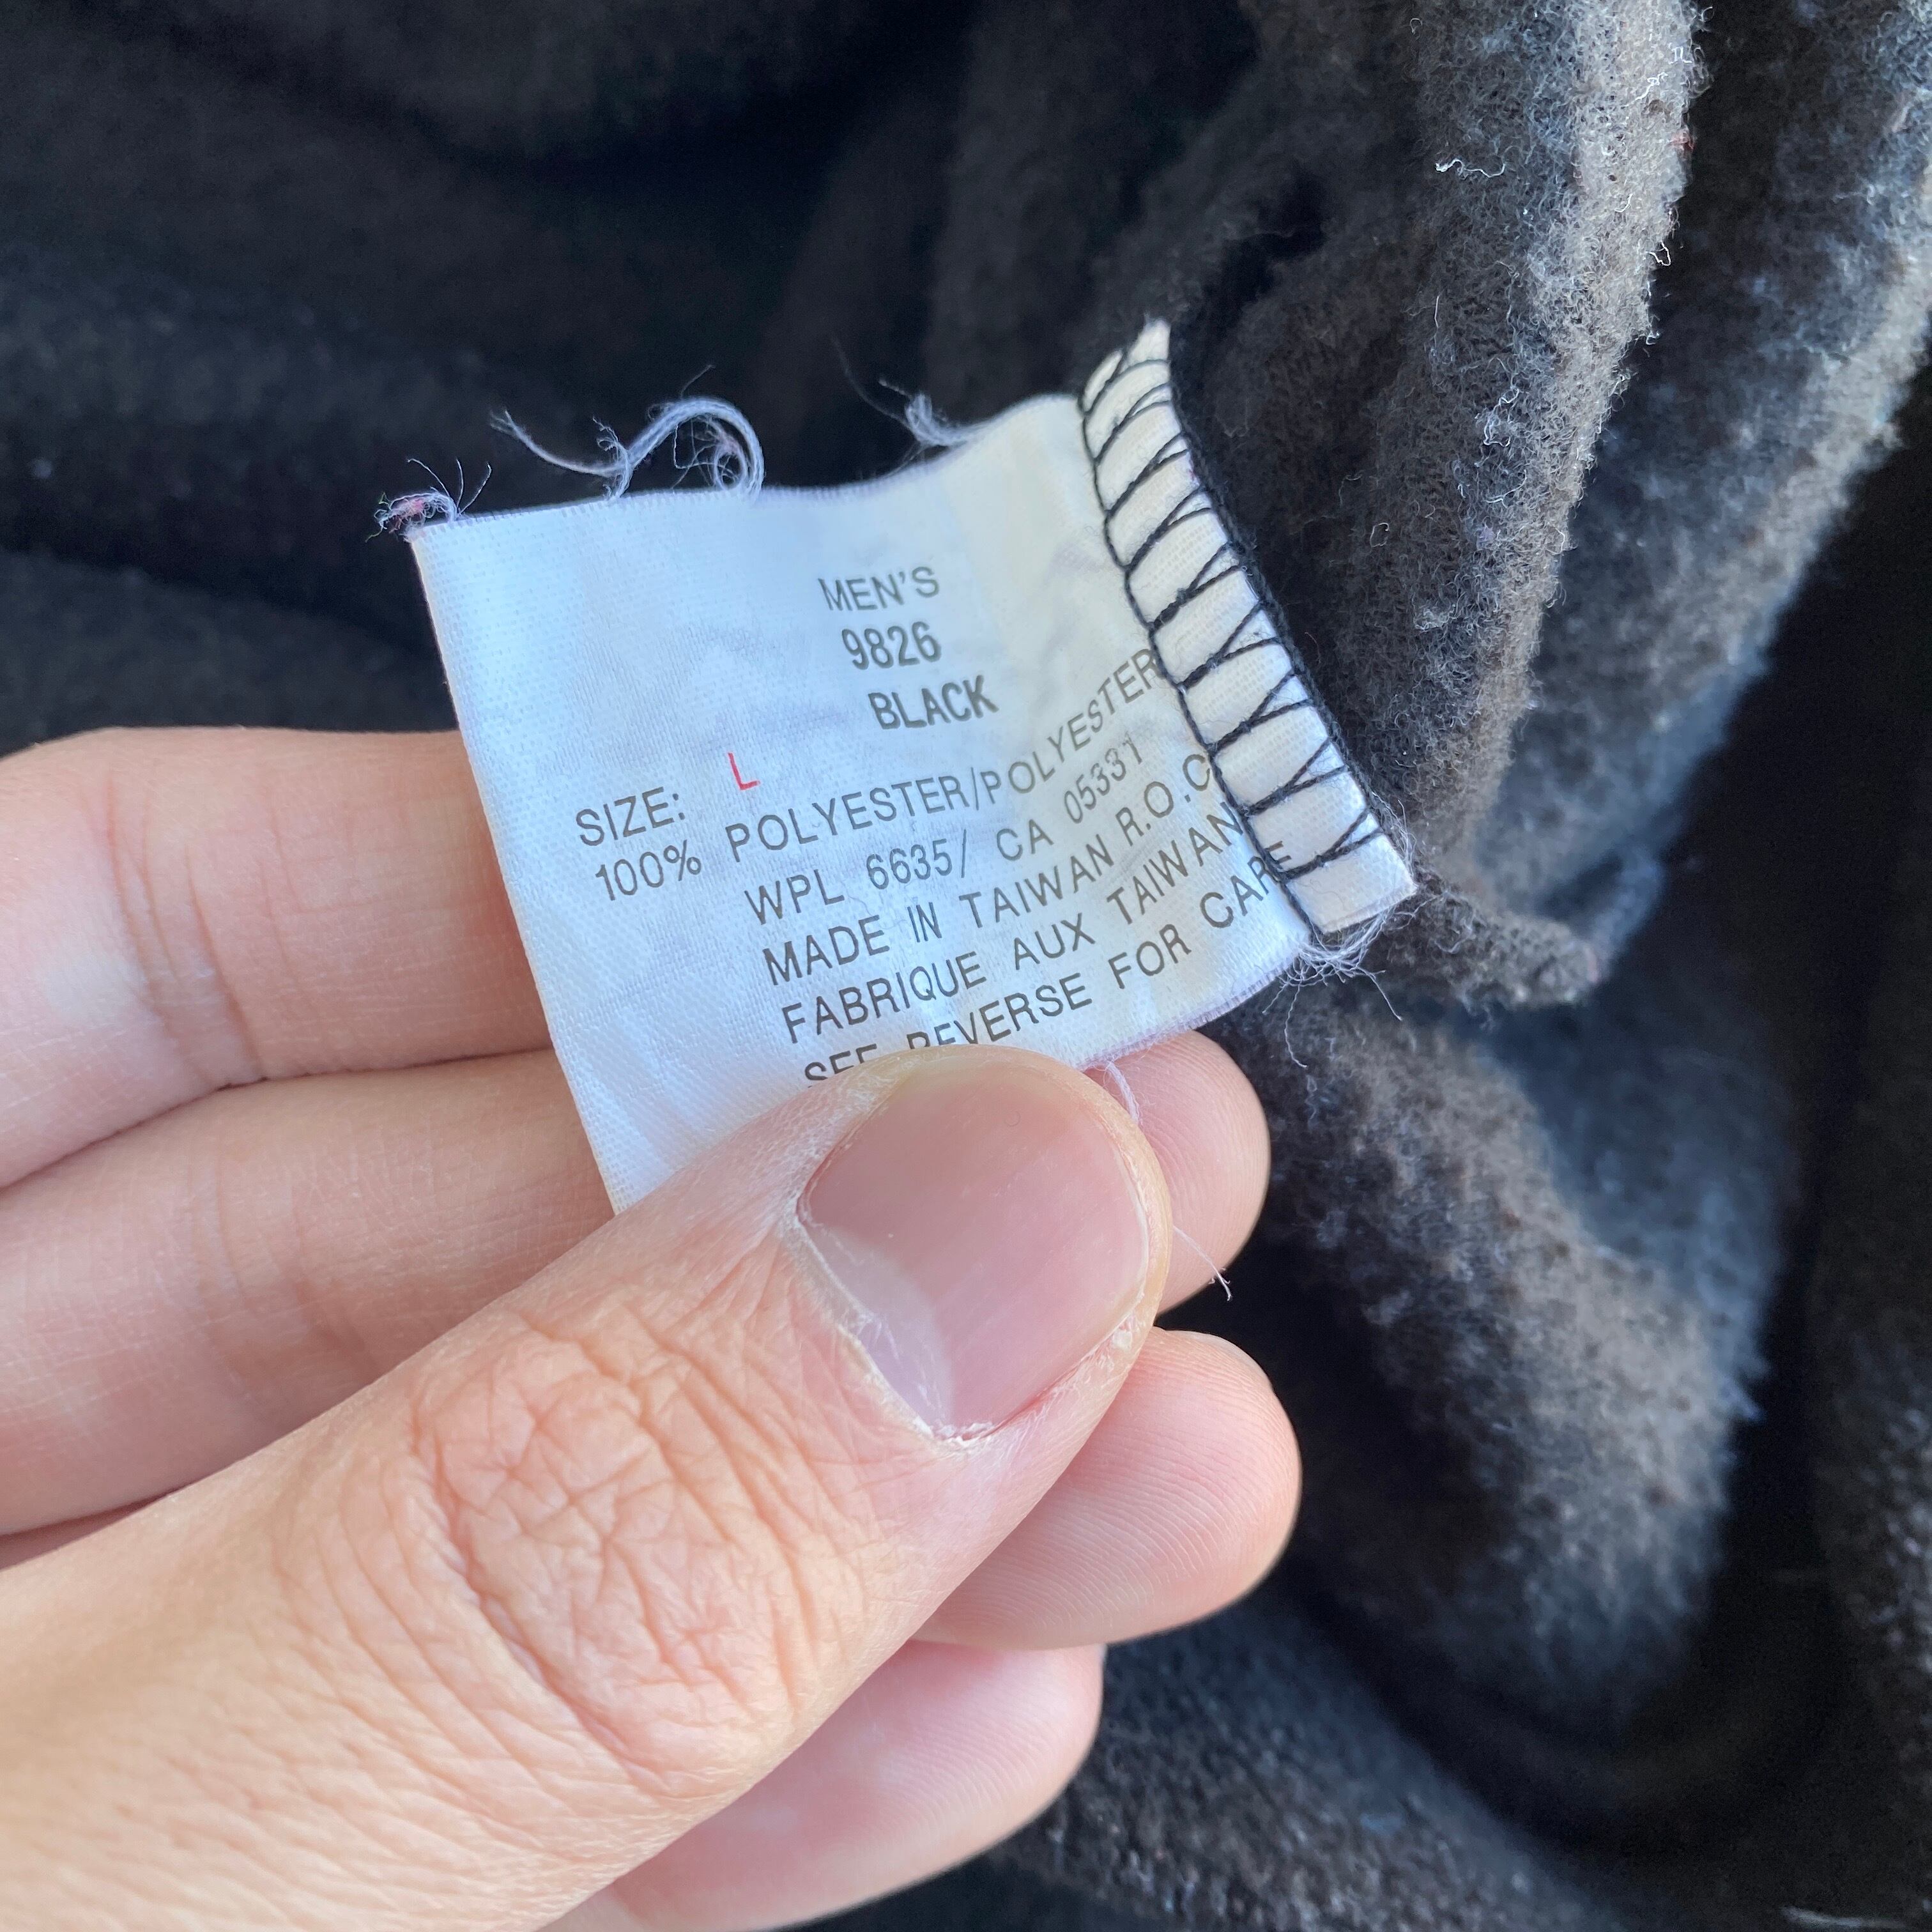 MEN'S
9826
BLACK
SIZE: L
100% POLYESTER/POLYESTER
WPL 6635/ CA 05331
MADE IN TAIWAN R.O.C
FABRIQUE AUX TAIWAN
SEE REVERSE FOR CARE